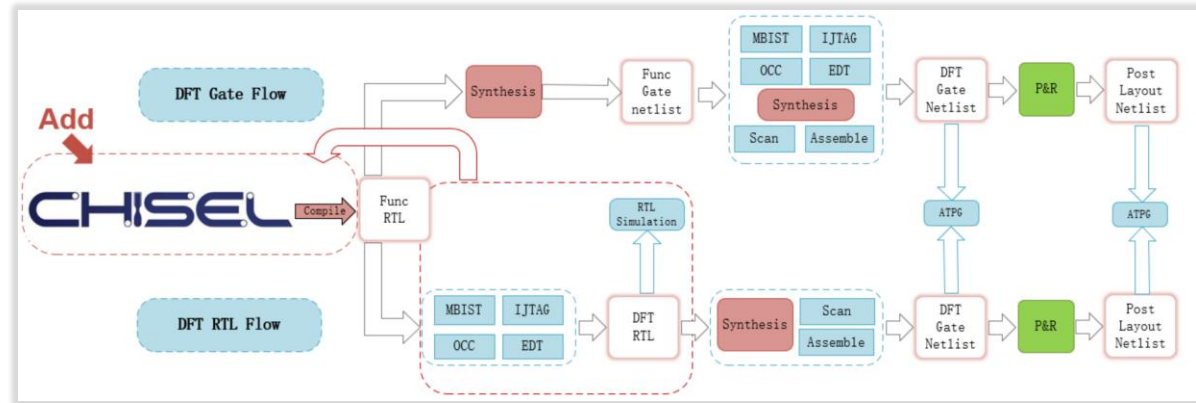 DFT Gate Flow
Add
CHISEL
Compile
Func
RTL
Synthesis
Func
Gate
netlist
MBIST
IJTAG
OCC
EDT
Synthesis
Scan
Assemble
DFT
Gate
Netlist
P&R
Post
Layout
Netlist
ATPG
ATPG
DFT RTL Flow
MBIST
IJTAG
OCC
EDT
RTL
Simulation
DFT
RTL
Synthesis
Scan
Assemble
DFT
Gate
Netlist
P&R
Post
Layout
Netlist